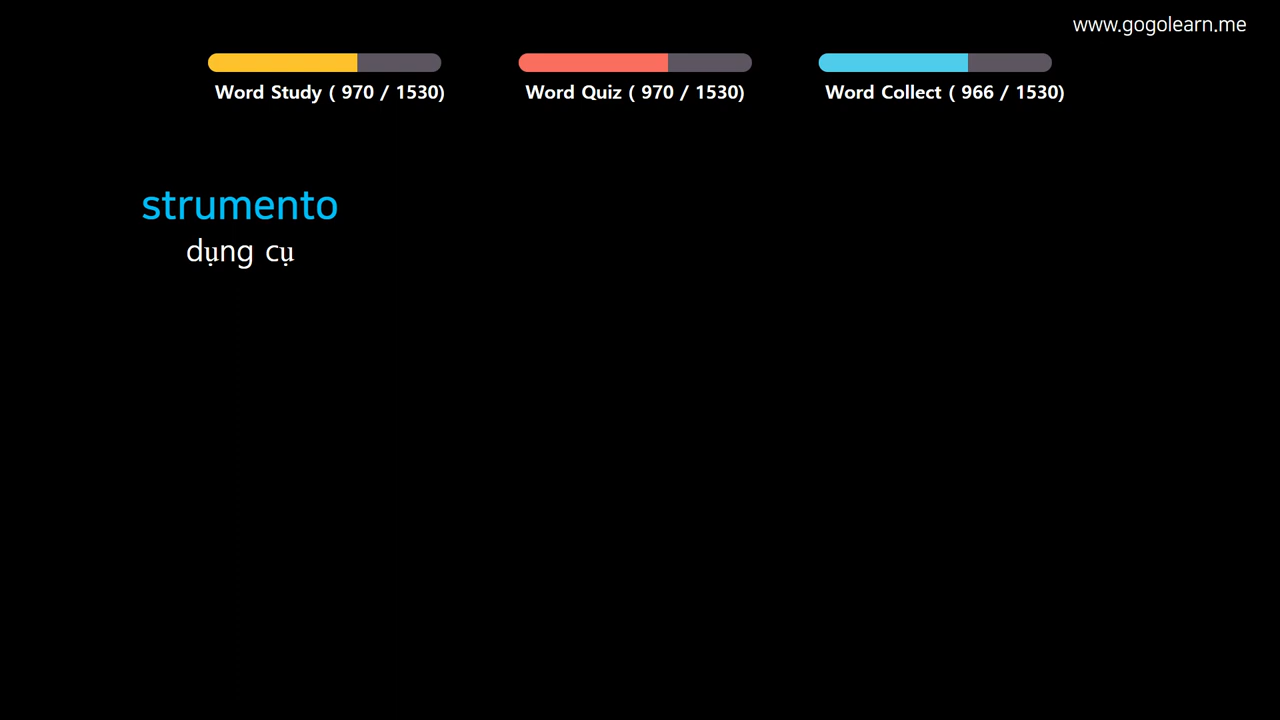 www.gogolearn.me
Word Study ( 970 / 1530)
Word Quiz ( 970 / 1530)
Word Collect ( 966 / 1530)
strumento
dụng cụ